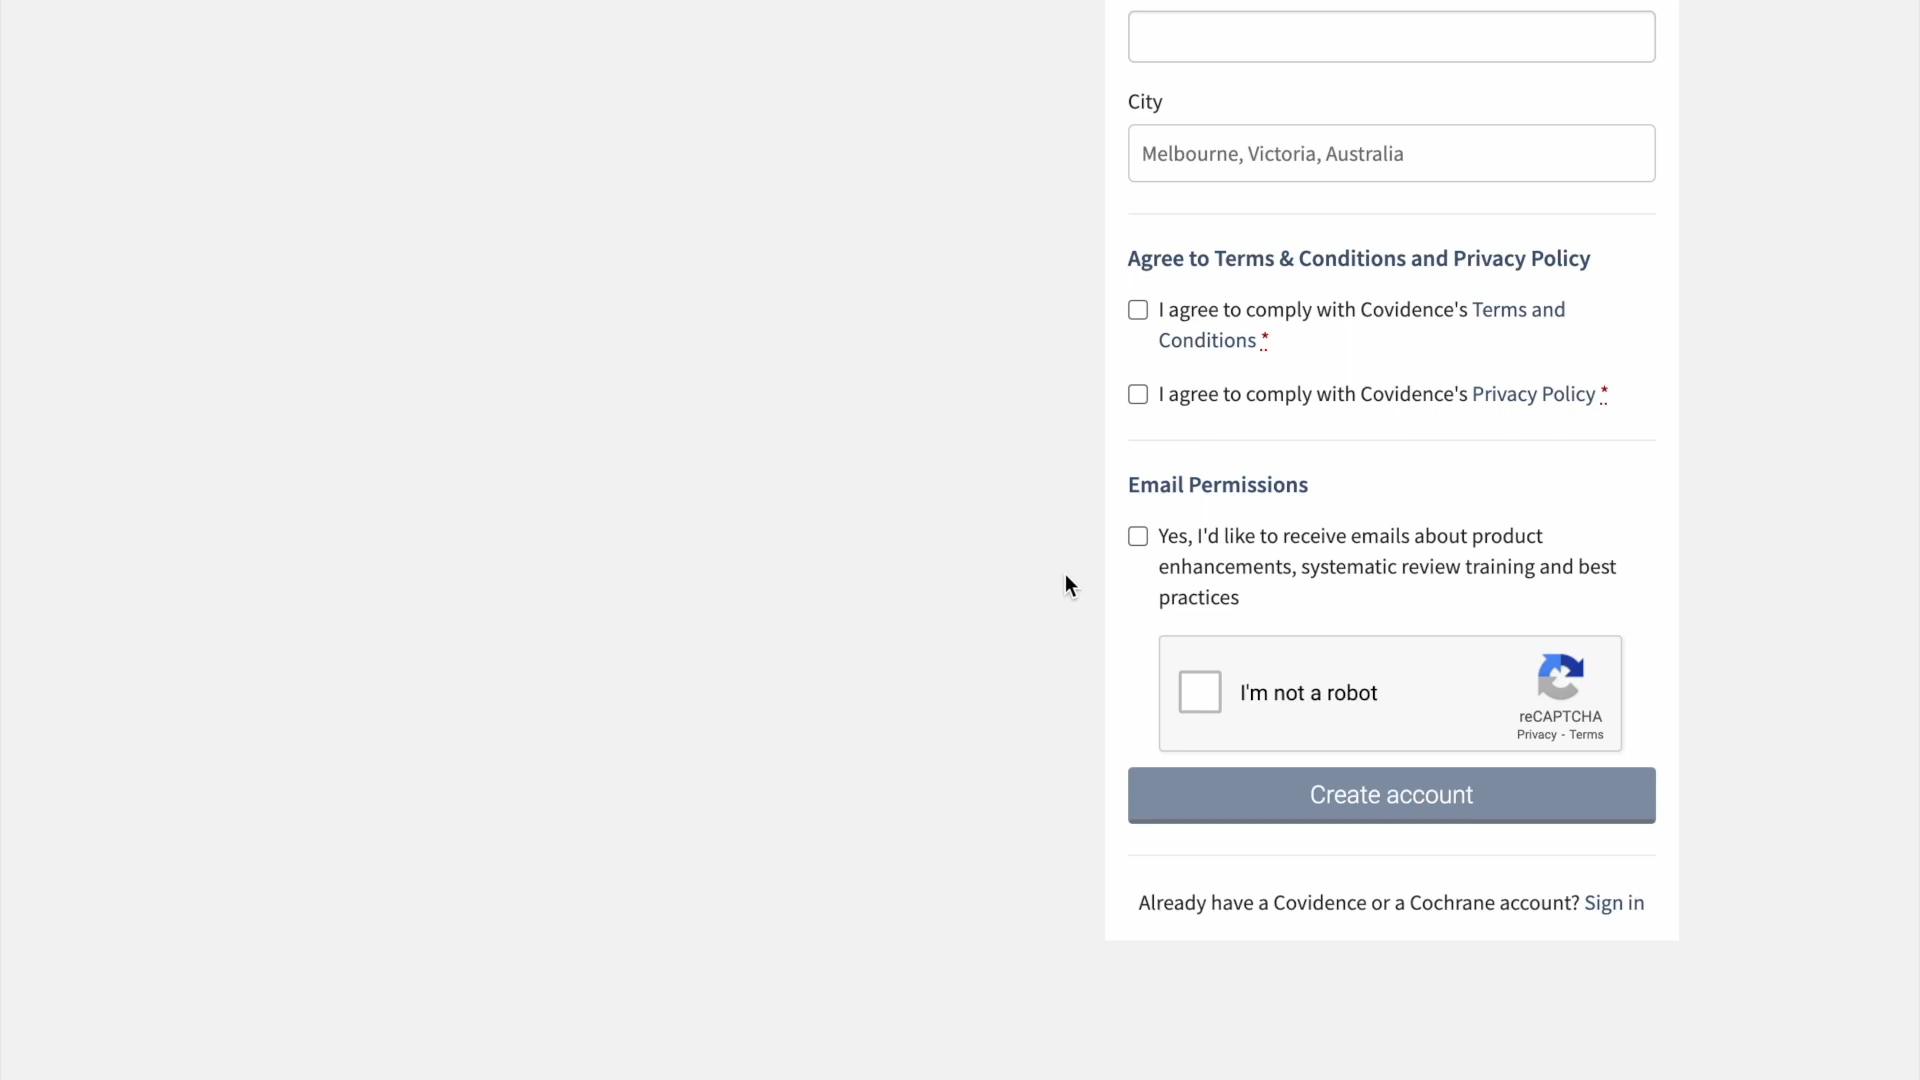 City
Melbourne, Victoria, Australia
Agree to Terms & Conditions and Privacy Policy
I agree to comply with Covidence's Terms and
Conditions *
I agree to comply with Covidence's Privacy Policy *
Email Permissions
Yes, I'd like to receive emails about product
enhancements, systematic review training and best
practices
I'm not a robot
reCAPTCHA
Privacy - Terms
Create account
Already have a Covidence or a Cochrane account? Sign in